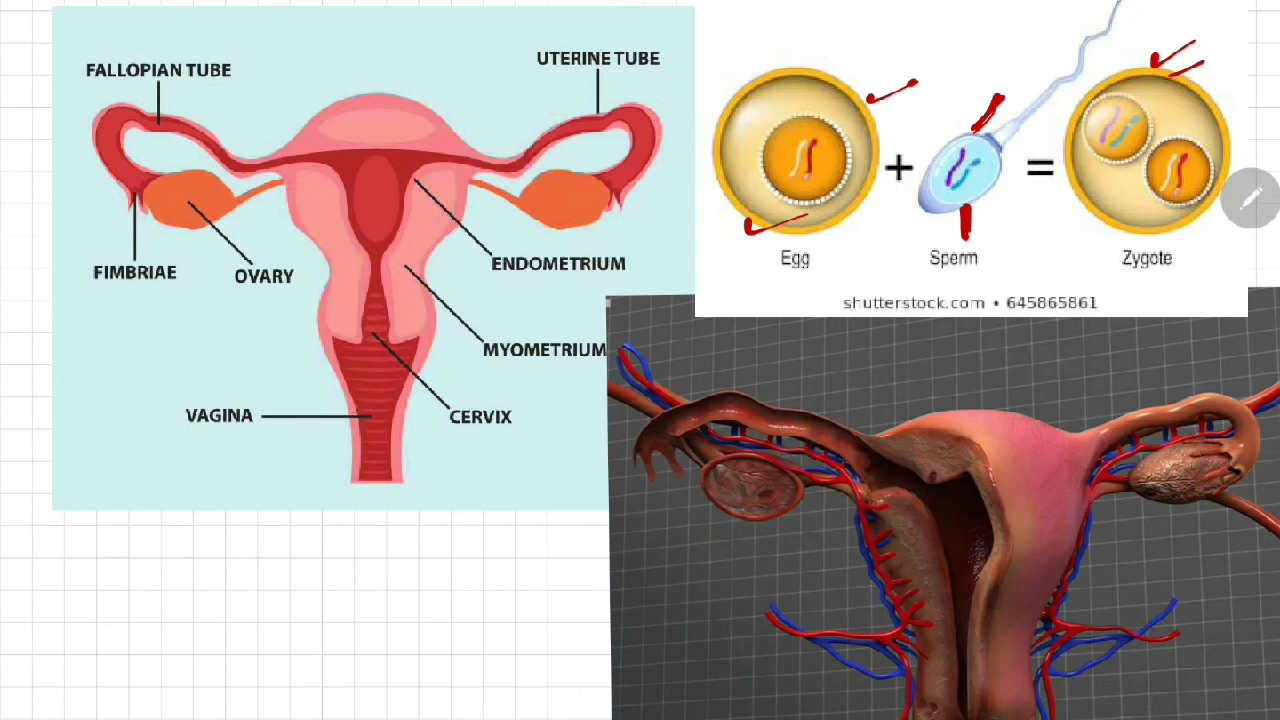 FALLOPIAN TUBE
UTERINE TUBE
FIMBRIAE
OVARY
ENDOMETRIUM
MYOMETRIUM
VAGINA
CERVIX
+
=
Egg
Sperm
Zygote
shutterstock.com • 645865861